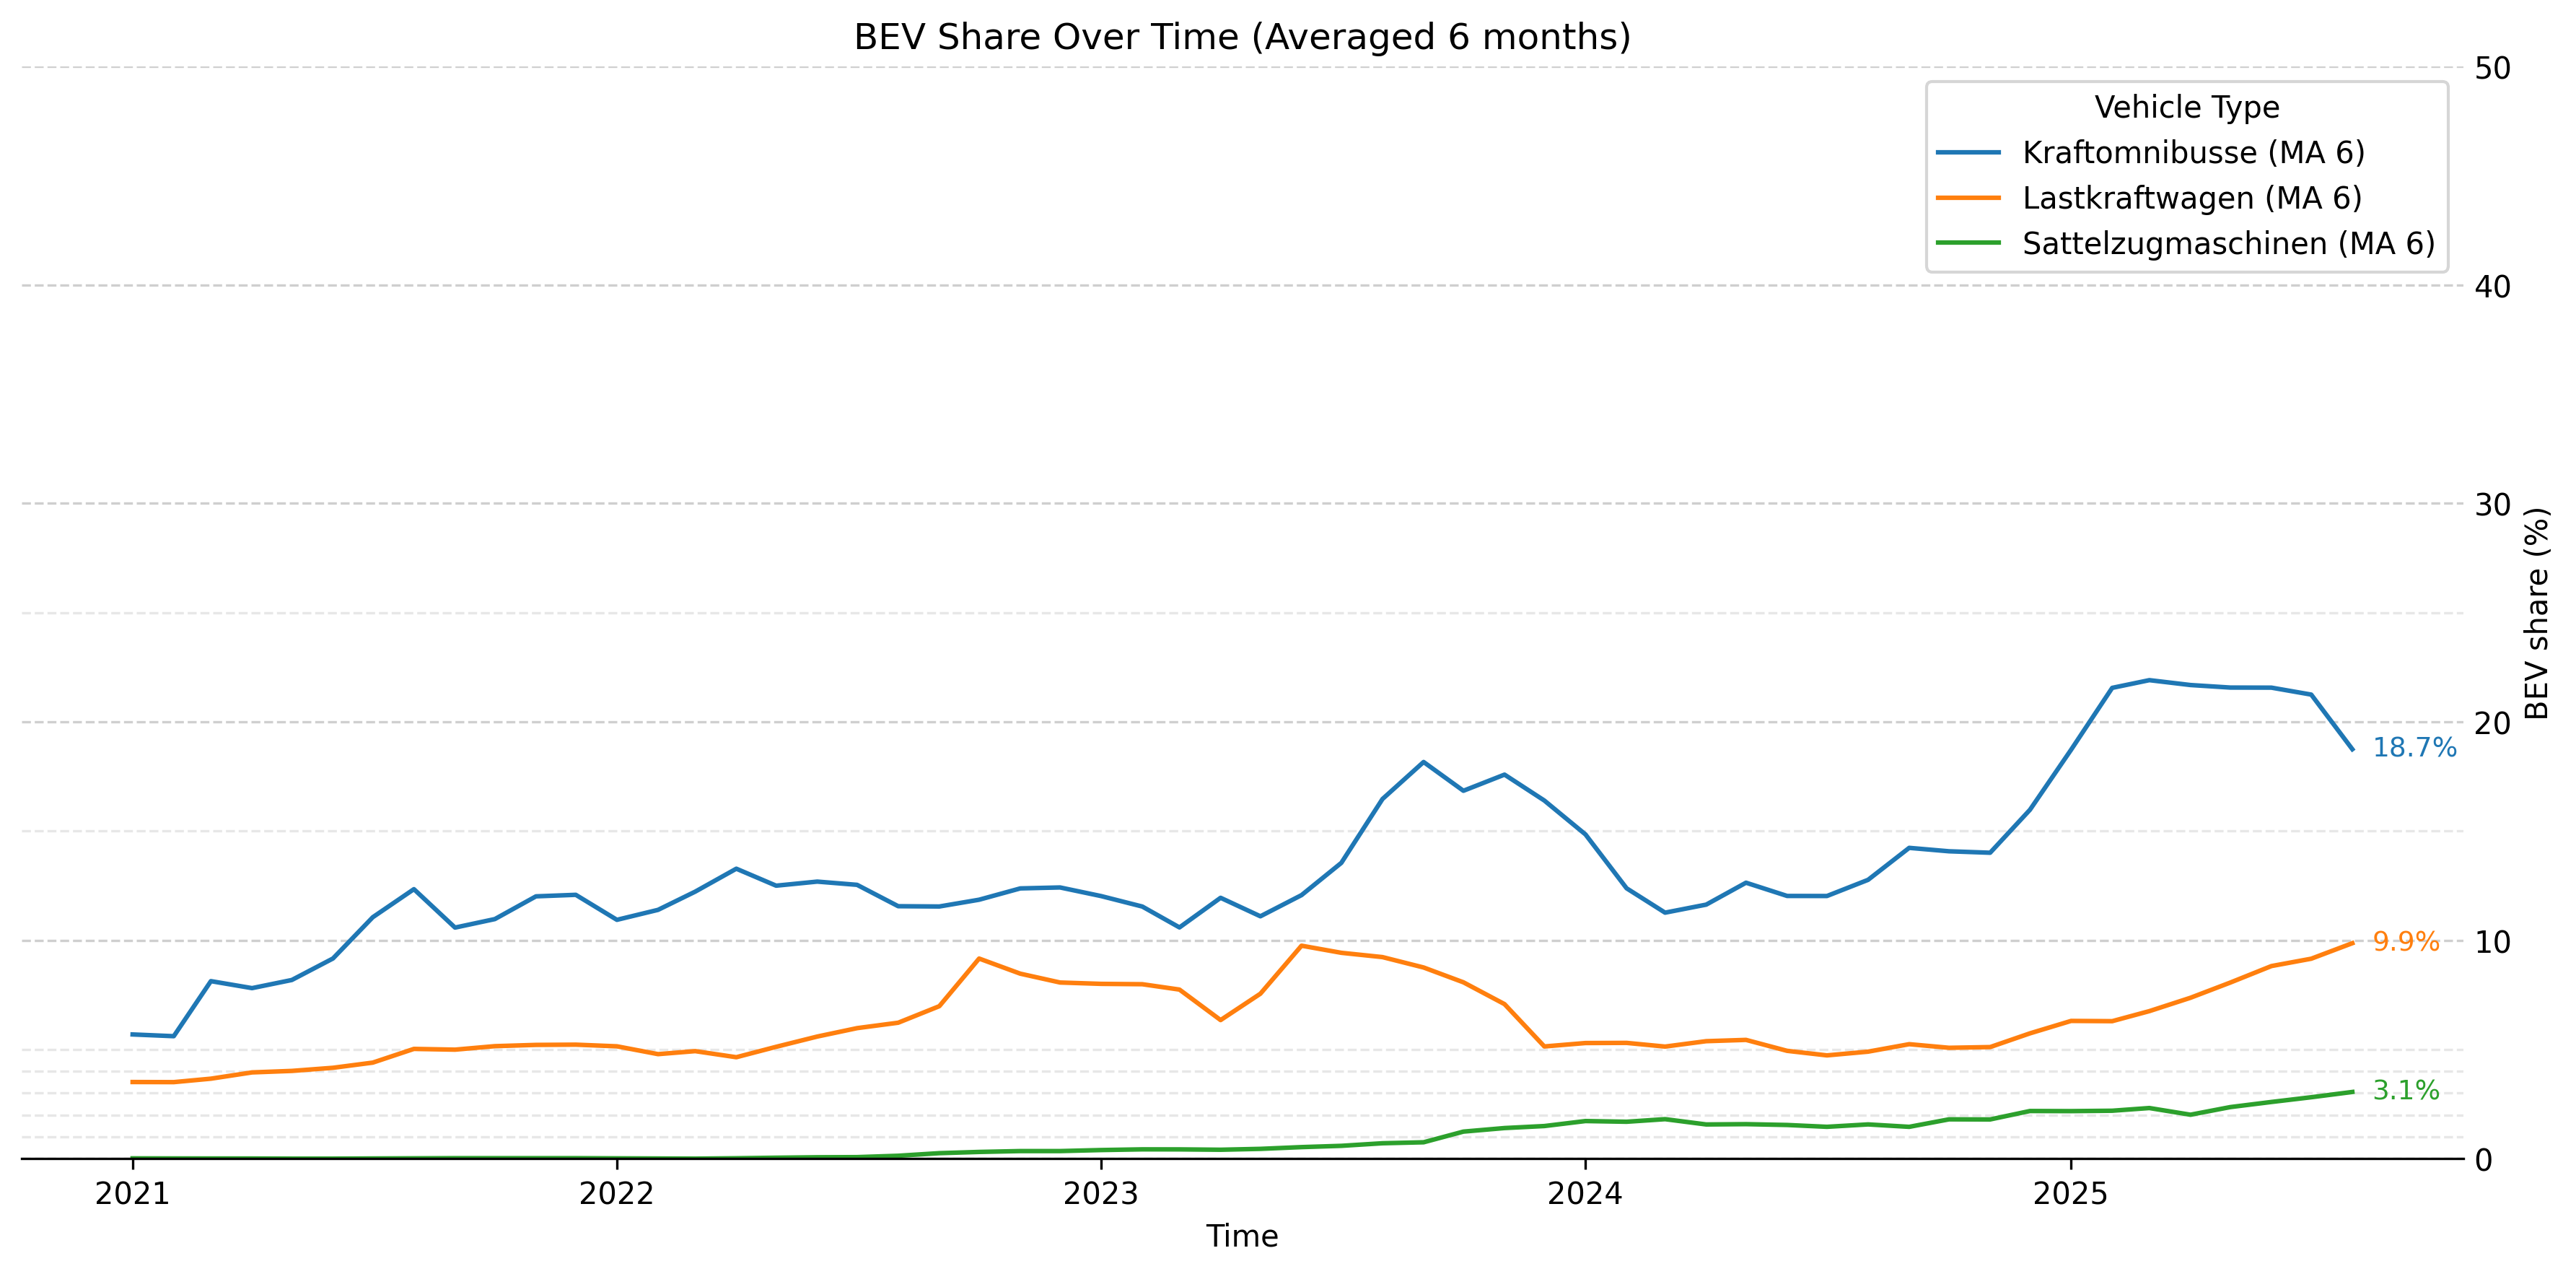 BEV Share Over Time (Averaged 6 months)
Vehicle Type
Kraftomnibusse (MA 6)
Lastkraftwagen (MA 6)
Sattelzugmaschinen (MA 6)
50
40
30
20
10
0
BEV share (%)
18.7%
9.9%
3.1%
2021 2022 2023 2024 2025
Time